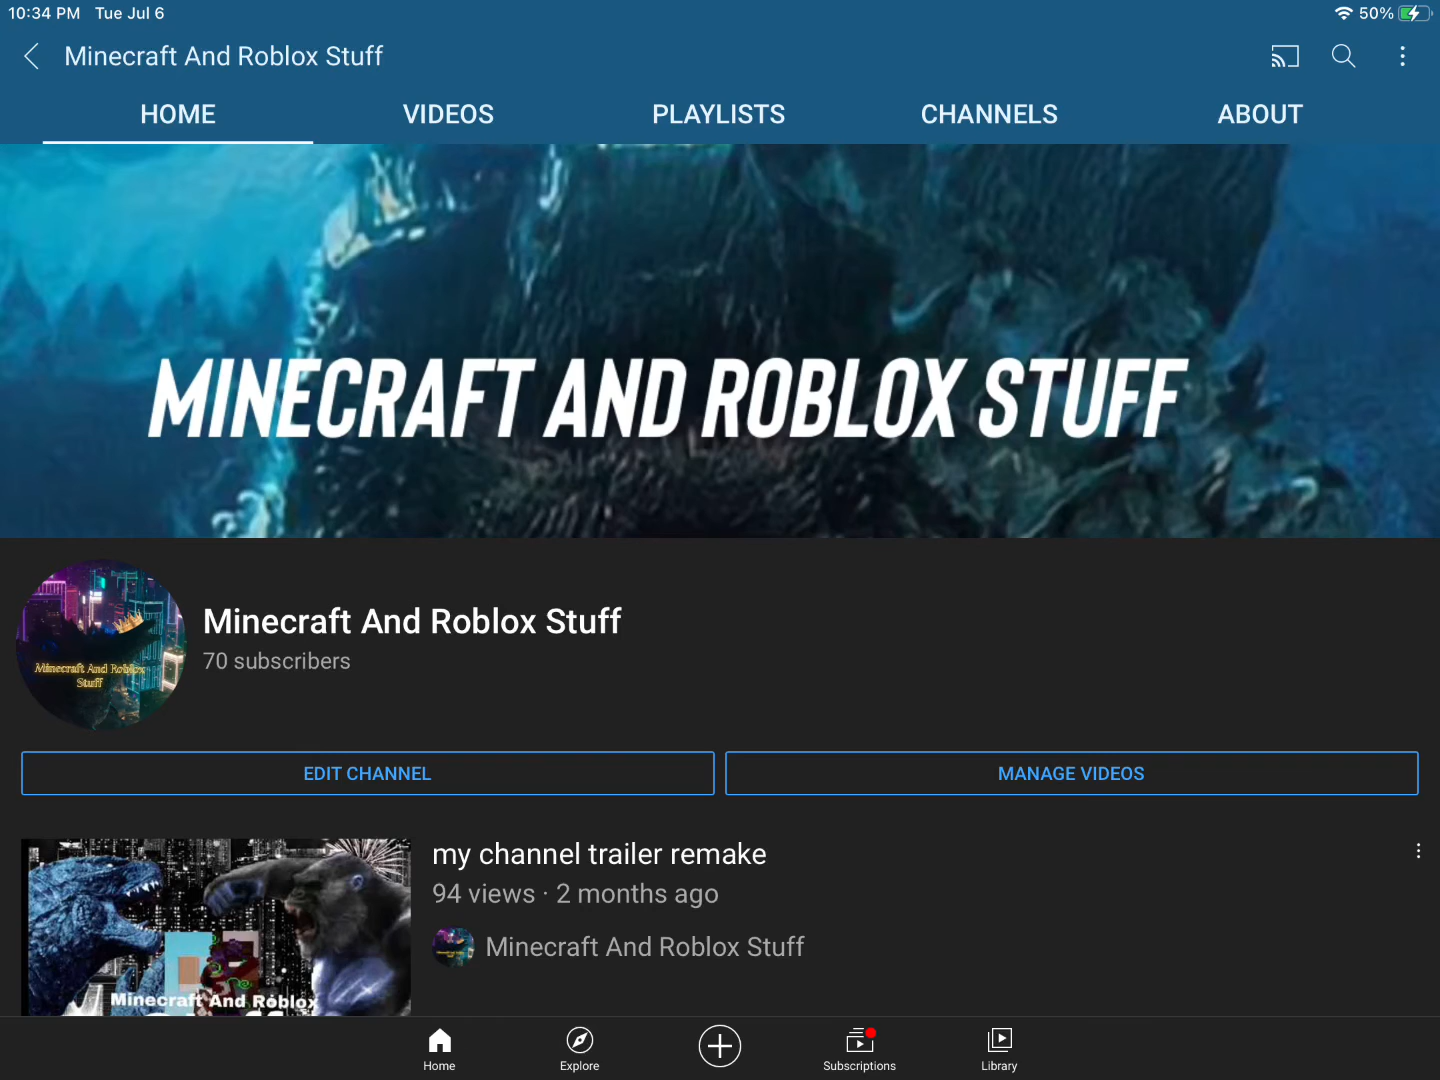 10:34 PM Tue Jul 6
50%
Minecraft And Roblox Stuff
HOME VIDEOS PLAYLISTS CHANNELS ABOUT
MINECRAFT AND ROBLOX STUFF
Minecraft And Roblox
Stuff
Minecraft And Roblox Stuff
70 subscribers
EDIT CHANNEL MANAGE VIDEOS
my channel trailer remake
94 views · 2 months ago
Minecraft And Roblox Stuff
Minecraft And Roblox
Home Explore Subscriptions Library